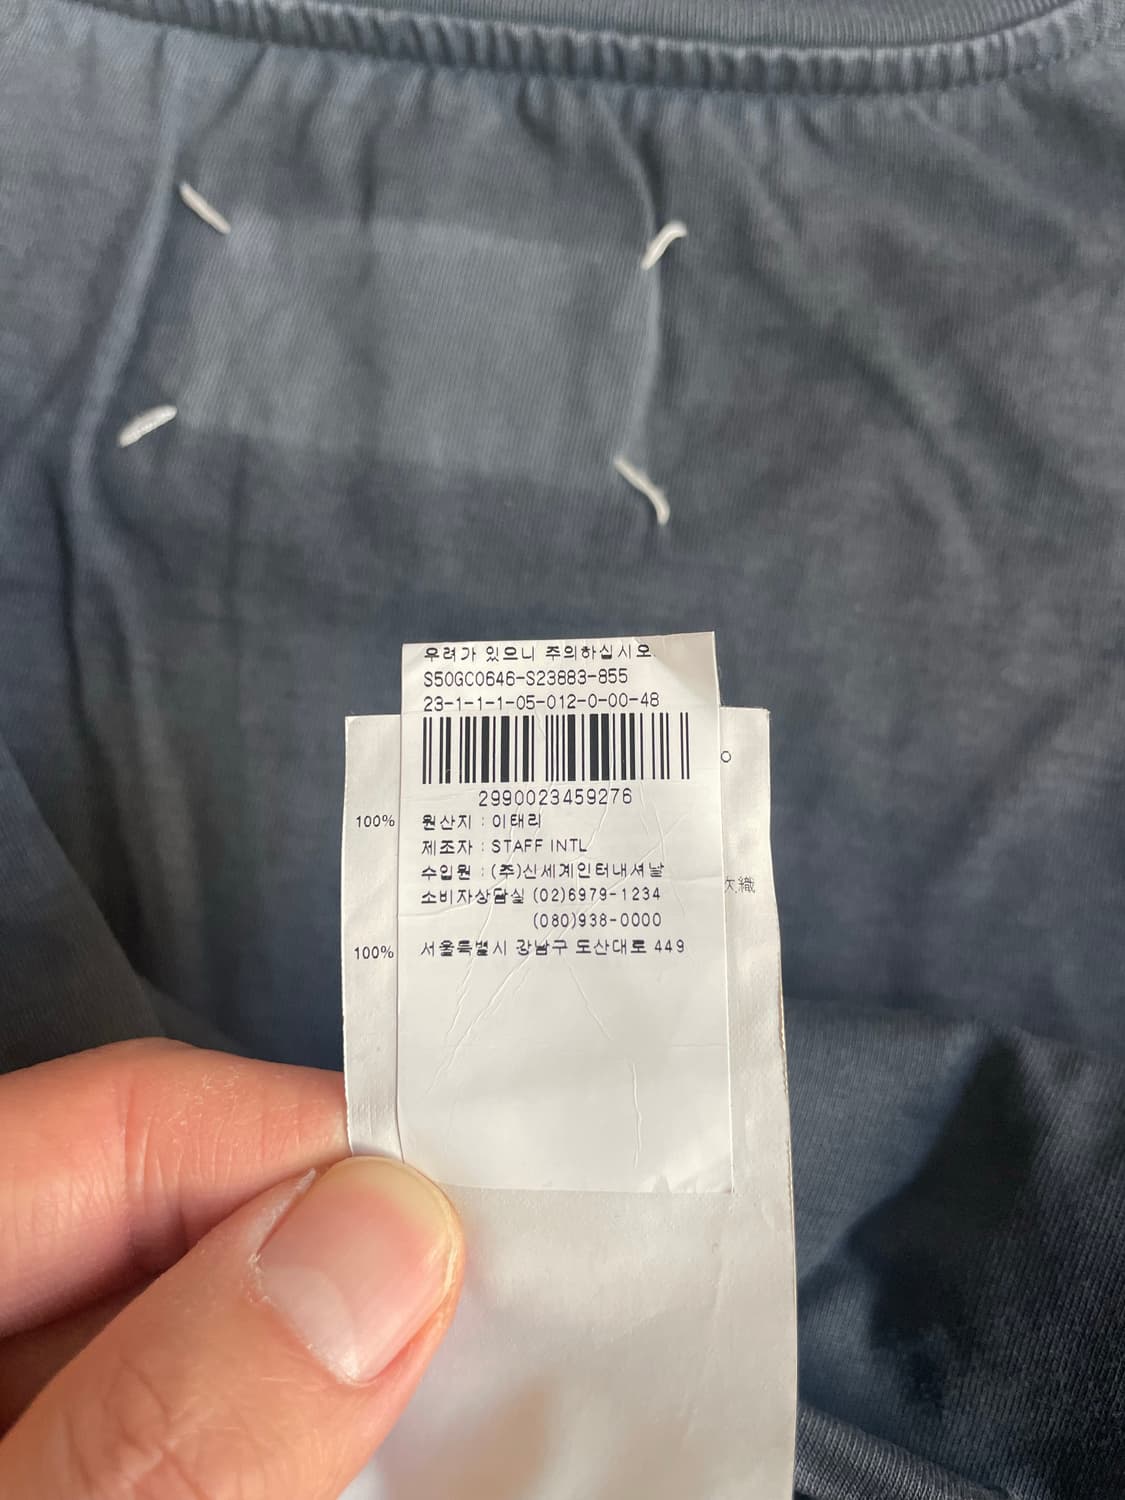 우려가 있으니 주의하십시오.
S50GC0646-S23883-855
23-1-1-1-05-012-0-00-48
2990023459276
100%
원산지 : 이태리
제조자 : STAFF INTL
수입원 : (주)신세계인터내셔날
소비자상담실 (02)6979-1234
(080)938-0000
100%
서울특별시 강남구 도산대로 449